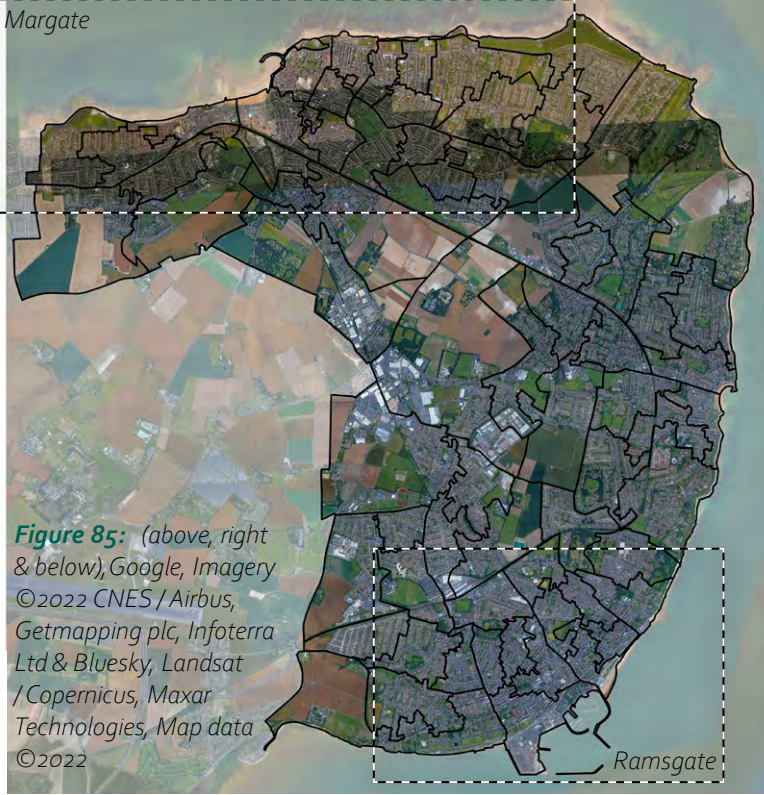 Margate
Figure 85: (above, right
& below), Google, Imagery
©2022 CNES / Airbus,
Getmapping plc, Infoterra
Ltd & Bluesky, Landsat
/ Copernicus, Maxar
Technologies, Map data
©2022
Ramsgate